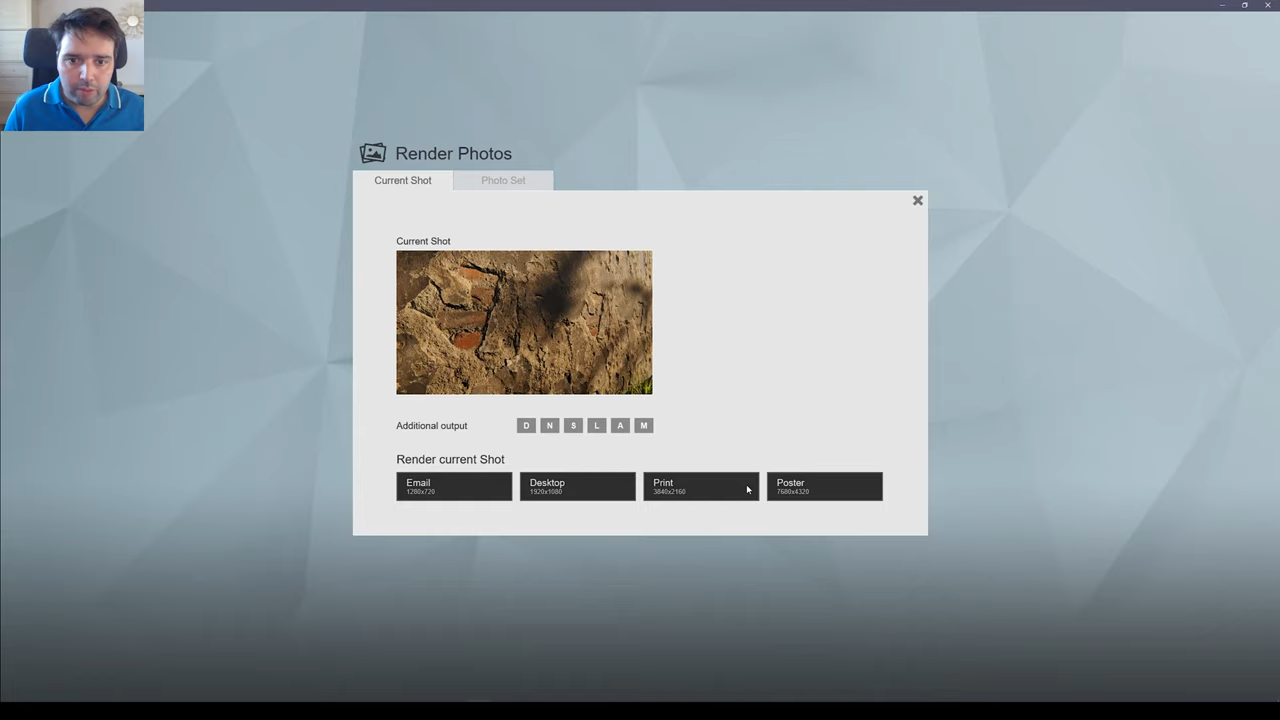 Render Photos
Current Shot
Photo Set
Current Shot
Additional output
D N S L A M
Render current Shot
Email
1280x720
Desktop
1920x1080
Print
3840x2160
Poster
7680x4320